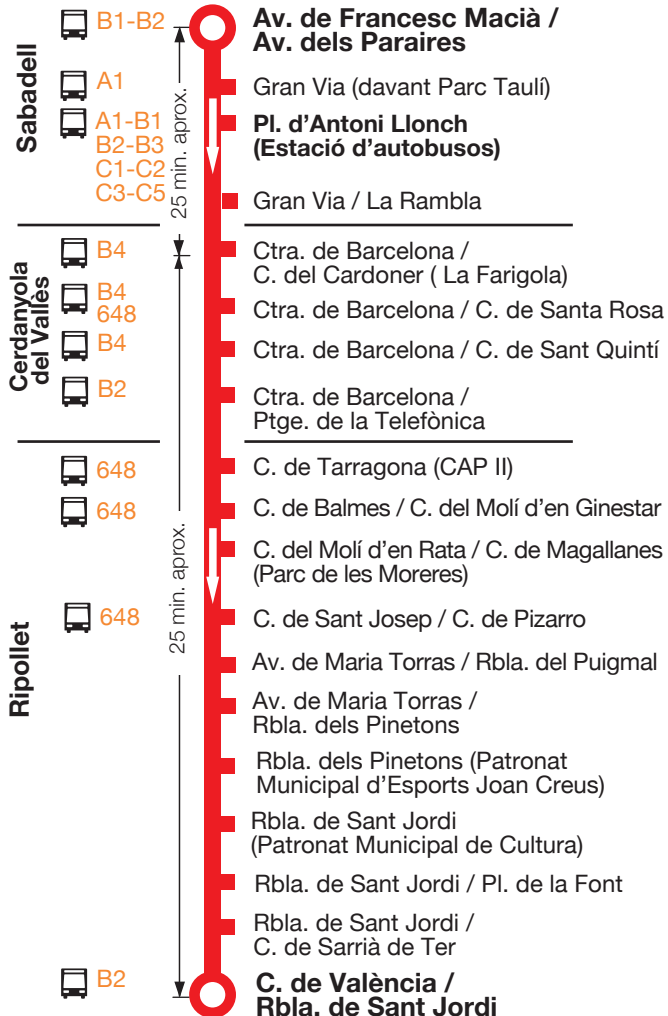 Sabadell
B1-B2
Av. de Francesc Macià /
Av. dels Paraires
A1
Gran Via (davant Parc Taulí)
A1-B1
B2-B3
C1-C2
C3-C5
Pl. d'Antoni Llonch
(Estació d'autobusos)
25 min. aprox.
Gran Via / La Rambla
Cerdanyola
del Vallès
B4
Ctra. de Barcelona /
C. del Cardoner ( La Farigola)
B4
648
Ctra. de Barcelona / C. de Santa Rosa
B4
Ctra. de Barcelona / C. de Sant Quintí
B2
Ctra. de Barcelona /
Ptge. de la Telefònica
Ripollet
648
C. de Tarragona (CAP II)
648
C. de Balmes / C. del Molí d'en Ginestar
C. del Molí d'en Rata / C. de Magallanes
(Parc de les Moreres)
25 min. aprox.
648
C. de Sant Josep / C. de Pizarro
Av. de Maria Torras / Rbla. del Puigmal
Av. de Maria Torras /
Rbla. dels Pinetons
Rbla. dels Pinetons (Patronat
Municipal d'Esports Joan Creus)
Rbla. de Sant Jordi
(Patronat Municipal de Cultura)
Rbla. de Sant Jordi / Pl. de la Font
Rbla. de Sant Jordi /
C. de Sarrià de Ter
B2
C. de València /
Rbla. de Sant Jordi